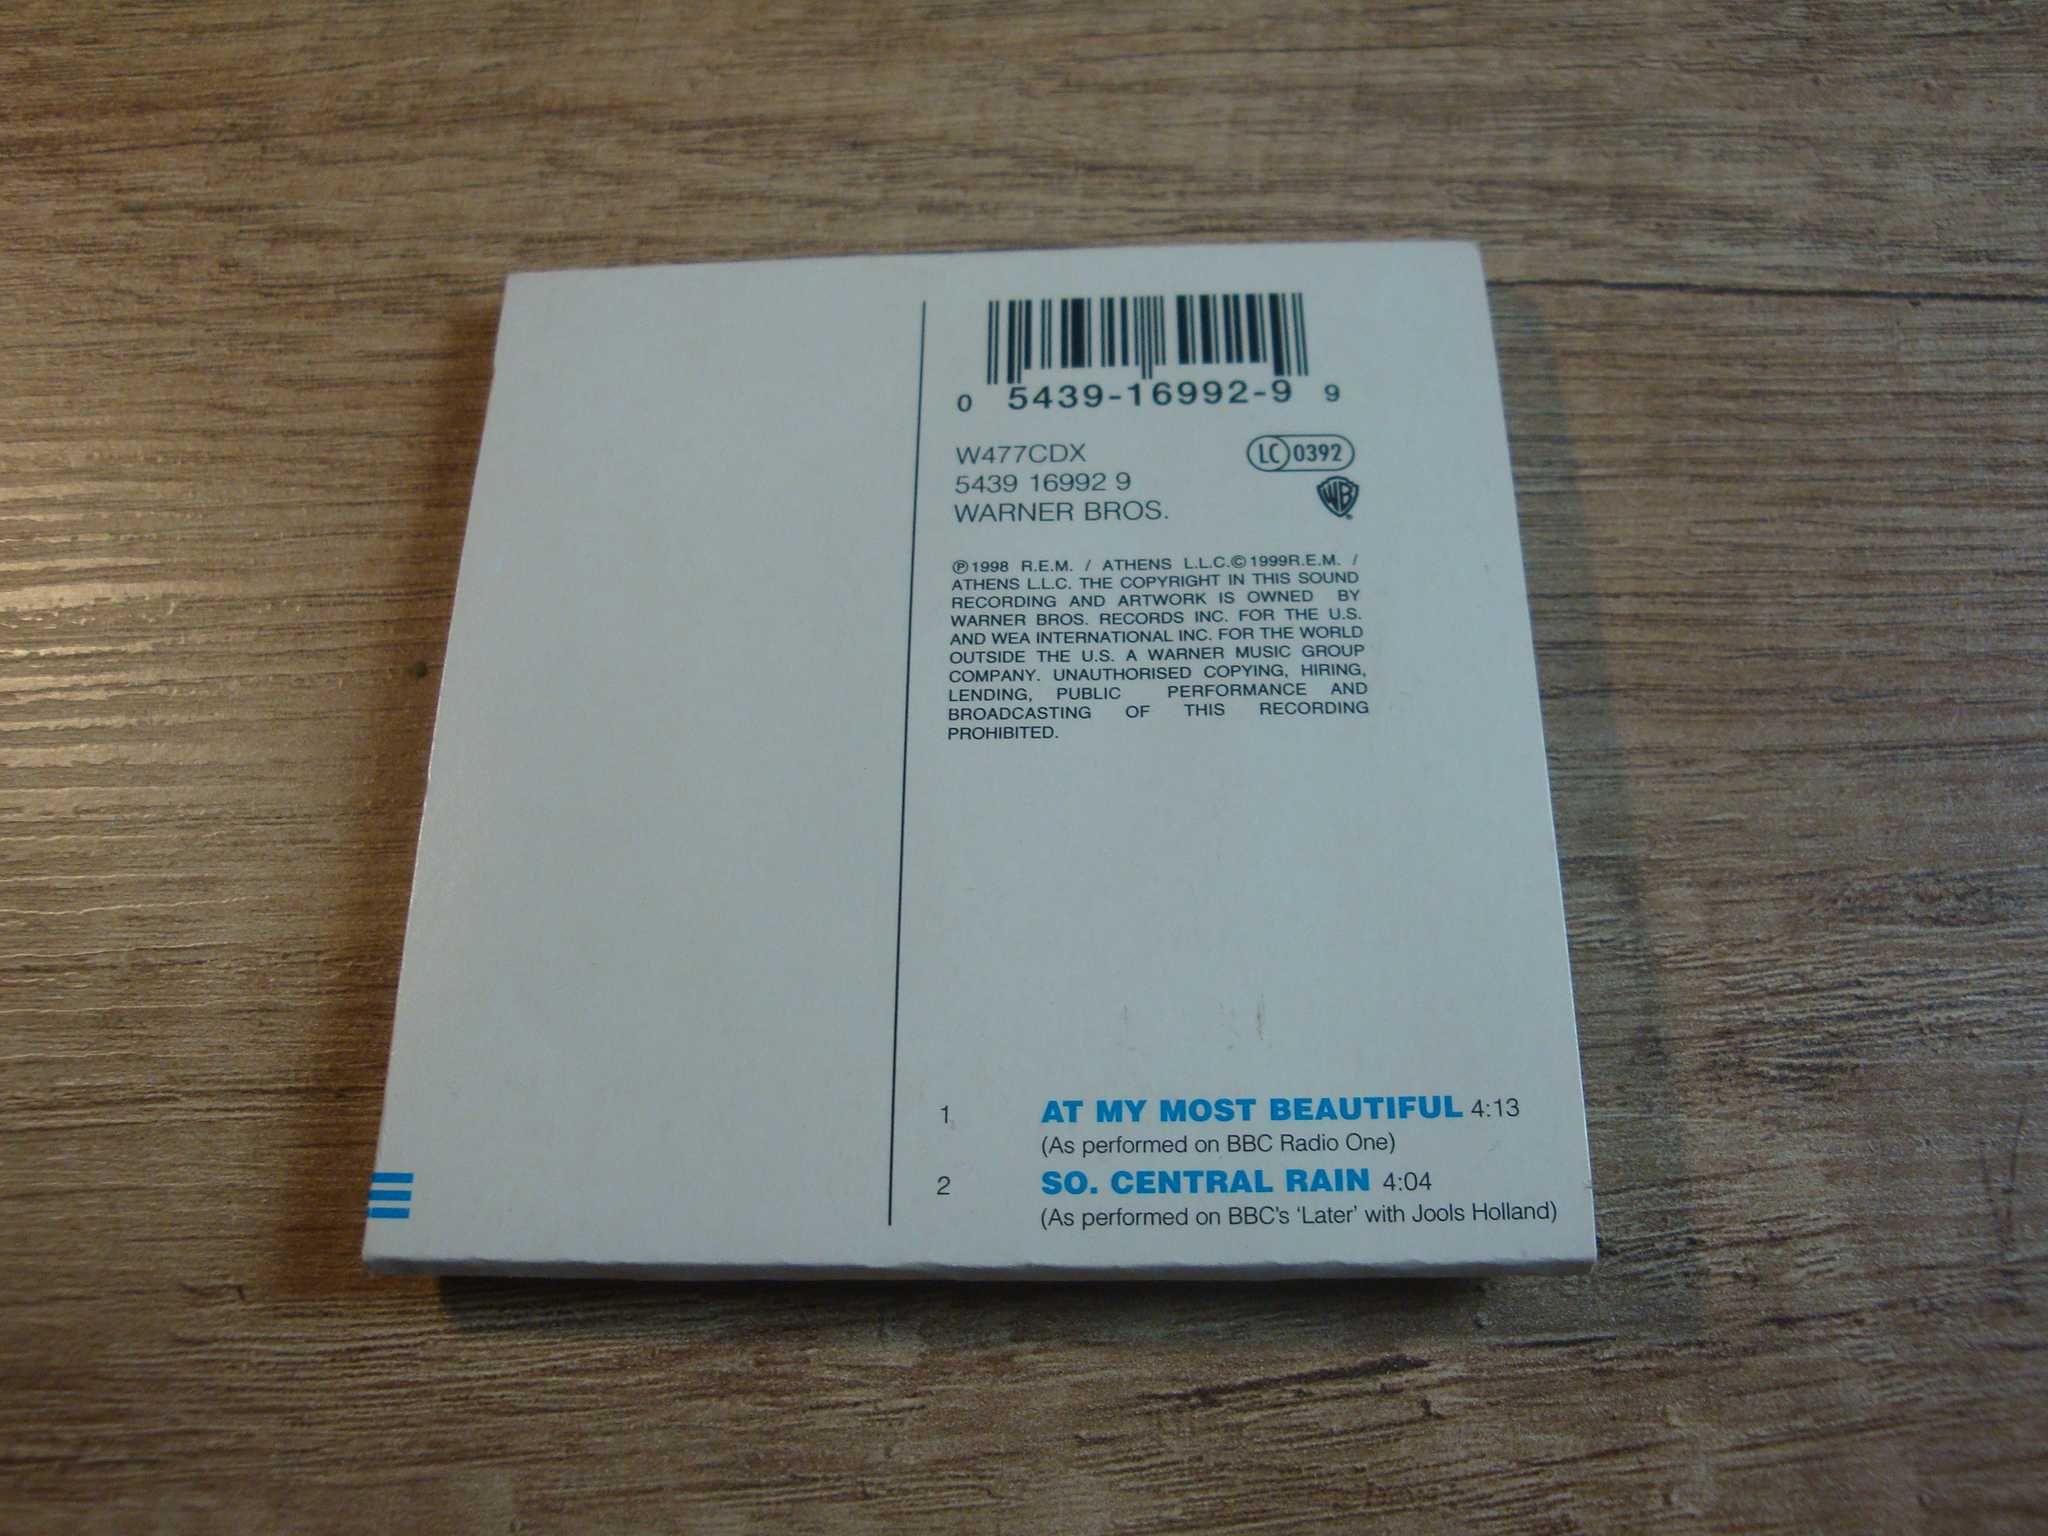 0 5439-16992-9 9
W477CDX
LC 0392
5439 16992 9
WB
WARNER BROS.
℗1998 R.E.M. / ATHENS L.L.C.©1999R.E.M. /
ATHENS L.L.C. THE COPYRIGHT IN THIS SOUND
RECORDING AND ARTWORK IS OWNED BY
WARNER BROS. RECORDS INC. FOR THE U.S.
AND WEA INTERNATIONAL INC. FOR THE WORLD
OUTSIDE THE U.S. A WARNER MUSIC GROUP
COMPANY. UNAUTHORISED COPYING, HIRING,
LENDING, PUBLIC PERFORMANCE AND
BROADCASTING OF THIS RECORDING
PROHIBITED.
1 AT MY MOST BEAUTIFUL 4:13
(As performed on BBC Radio One)
2 SO. CENTRAL RAIN 4:04
(As performed on BBC's 'Later' with Jools Holland)